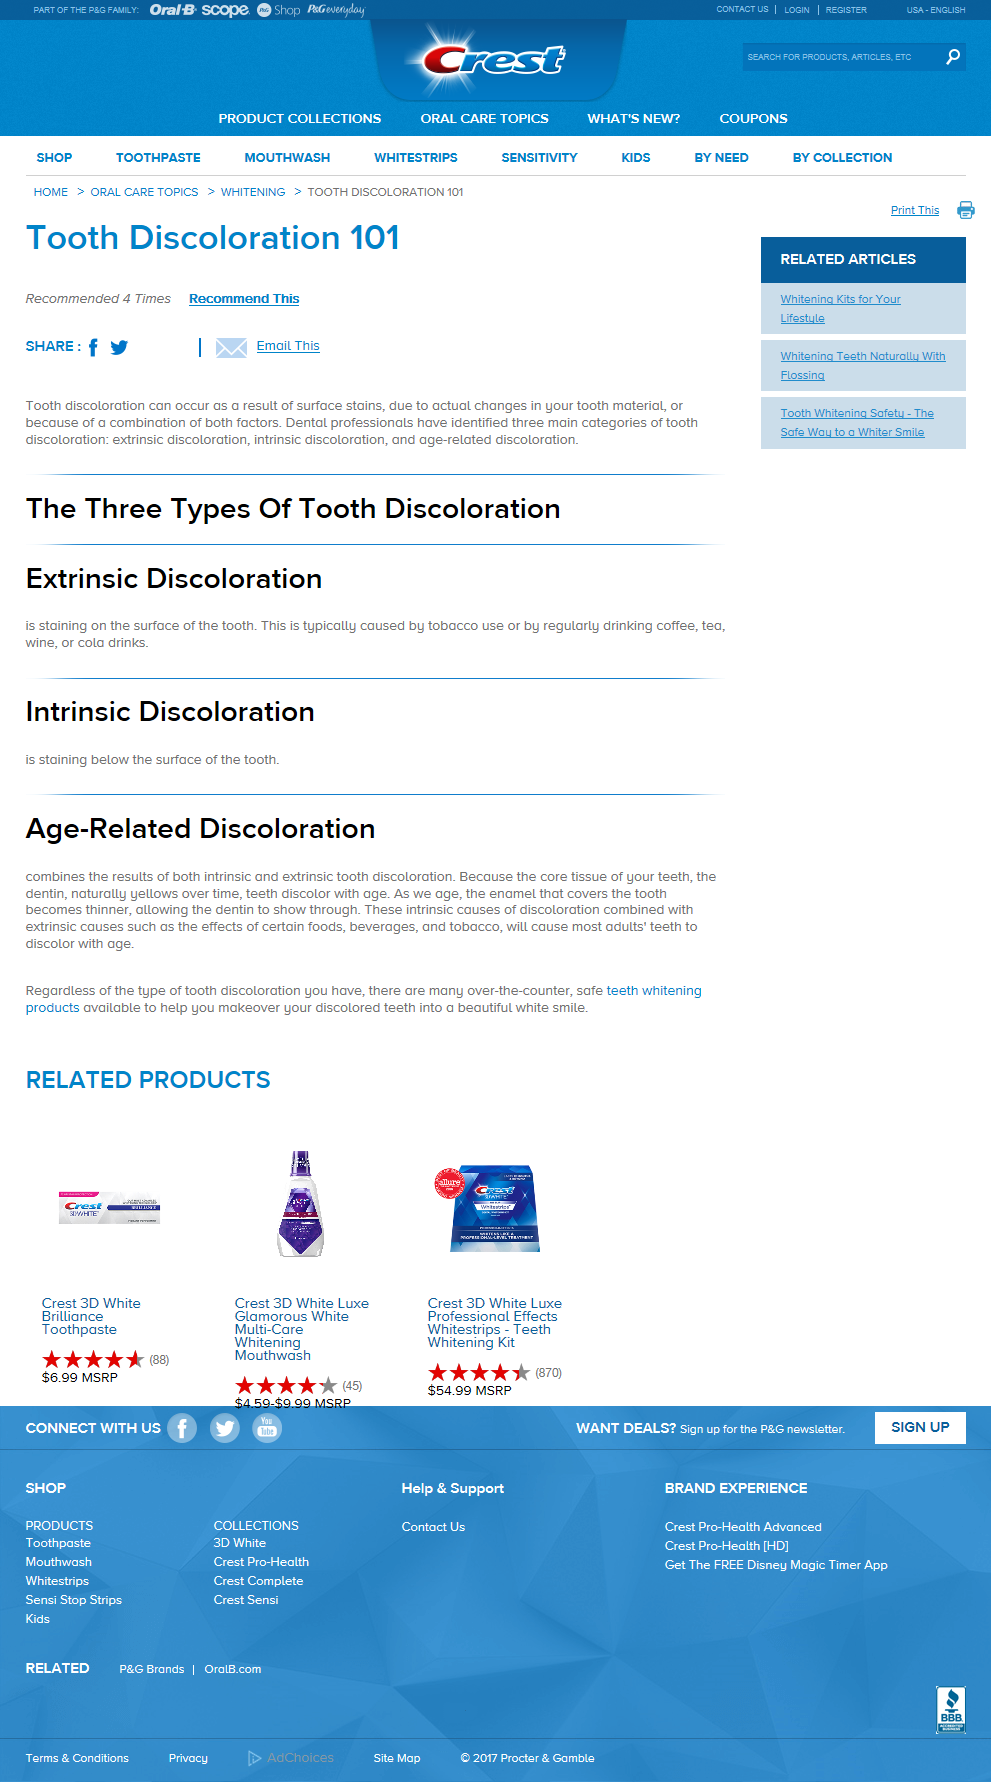 PART OF THE P&G FAMILY: Oral-B scope P&G Shop P&G everyday
CONTACT US | LOGIN | REGISTER USA - ENGLISH
Crest
SEARCH FOR PRODUCTS, ARTICLES, ETC
PRODUCT COLLECTIONS ORAL CARE TOPICS WHAT'S NEW? COUPONS
SHOP TOOTHPASTE MOUTHWASH WHITESTRIPS SENSITIVITY KIDS BY NEED BY COLLECTION
HOME > ORAL CARE TOPICS > WHITENING > TOOTH DISCOLORATION 101
Print This
Tooth Discoloration 101
Recommended 4 Times Recommend This
SHARE : | Email This
RELATED ARTICLES
Whitening Kits for Your
Lifestyle
Whitening Teeth Naturally With
Flossing
Tooth Whitening Safety - The
Safe Way to a Whiter Smile
Tooth discoloration can occur as a result of surface stains, due to actual changes in your tooth material, or
because of a combination of both factors. Dental professionals have identified three main categories of tooth
discoloration: extrinsic discoloration, intrinsic discoloration, and age-related discoloration.
The Three Types Of Tooth Discoloration
Extrinsic Discoloration
is staining on the surface of the tooth. This is typically caused by tobacco use or by regularly drinking coffee, tea,
wine, or cola drinks.
Intrinsic Discoloration
is staining below the surface of the tooth.
Age-Related Discoloration
combines the results of both intrinsic and extrinsic tooth discoloration. Because the core tissue of your teeth, the
dentin, naturally yellows over time, teeth discolor with age. As we age, the enamel that covers the tooth
becomes thinner, allowing the dentin to show through. These intrinsic causes of discoloration combined with
extrinsic causes such as the effects of certain foods, beverages, and tobacco, will cause most adults' teeth to
discolor with age.
Regardless of the type of tooth discoloration you have, there are many over-the-counter, safe teeth whitening
products available to help you makeover your discolored teeth into a beautiful white smile.
RELATED PRODUCTS
Crest
3D WHITE
BRILLIANCE
allure
Crest
3D WHITE
Whitestrips
Crest 3D White
Brilliance
Toothpaste
(88)
$6.99 MSRP
Crest 3D White Luxe
Glamorous White
Multi-Care
Whitening
Mouthwash
(45)
$4.59-$9.99 MSRP
Crest 3D White Luxe
Professional Effects
Whitestrips - Teeth
Whitening Kit
(870)
$54.99 MSRP
CONNECT WITH US You Tube
WANT DEALS? Sign up for the P&G newsletter. SIGN UP
SHOP
PRODUCTS
Toothpaste
Mouthwash
Whitestrips
Sensi Stop Strips
Kids
COLLECTIONS
3D White
Crest Pro-Health
Crest Complete
Crest Sensi
Help & Support
Contact Us
BRAND EXPERIENCE
Crest Pro-Health Advanced
Crest Pro-Health [HD]
Get The FREE Disney Magic Timer App
RELATED P&G Brands | OralB.com
BBB
ACCREDITED
BUSINESS
Terms & Conditions Privacy AdChoices Site Map © 2017 Procter & Gamble